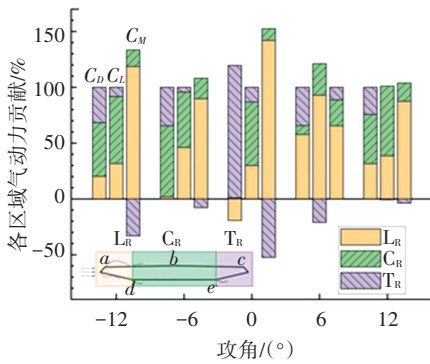 各区域气动力贡献/%
150
100
50
0
−50
C_D C_L C_M
L_R C_R T_R
a b c
d e
L_R
C_R
T_R
−12 −6 0 6 12
攻角/(°)